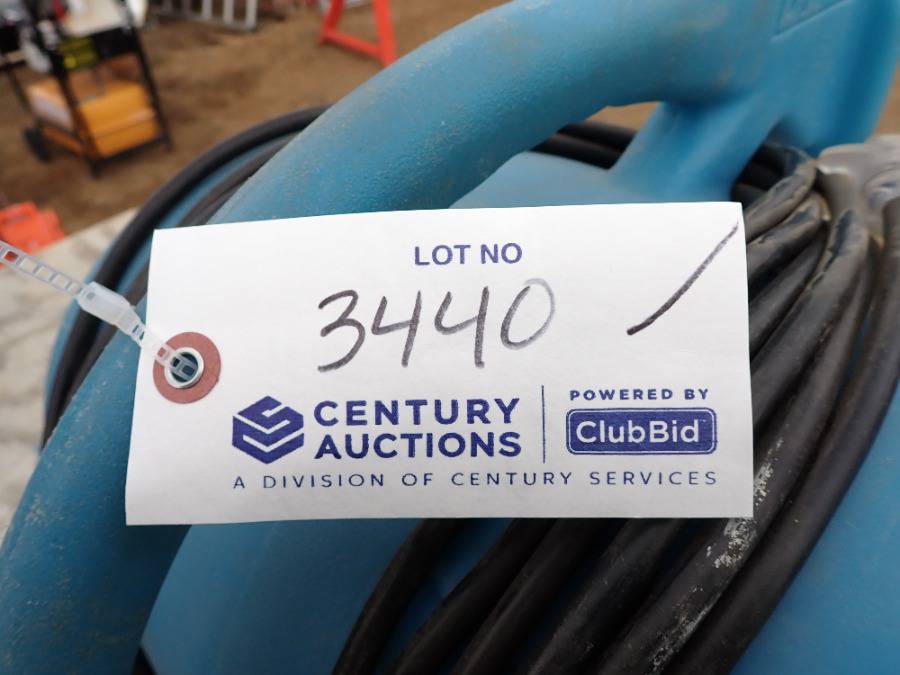 LOT NO
3440
CENTURY
AUCTIONS
POWERED BY
ClubBid
A DIVISION OF CENTURY SERVICES